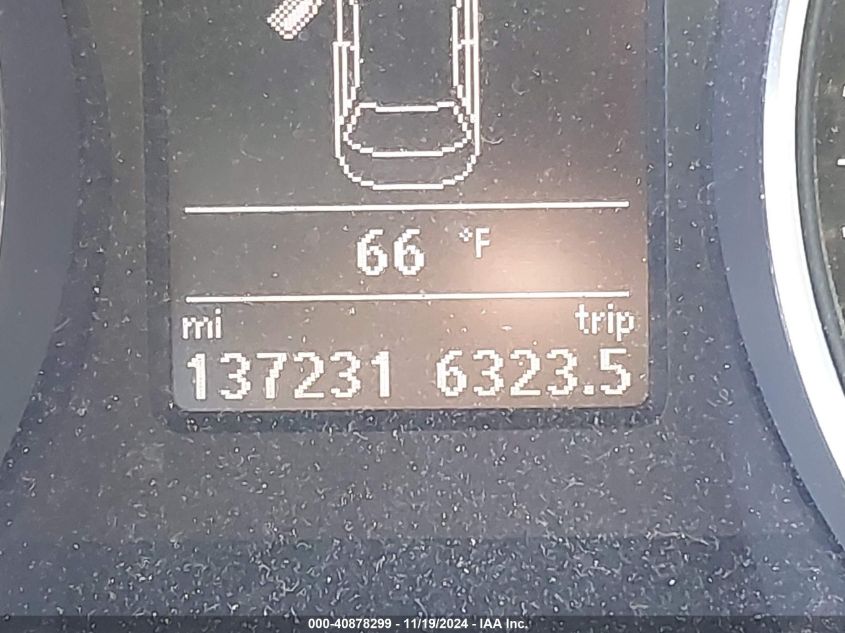 66 °F
mi trip
137231 6323.5
000-40878299 - 11/19/2024 - IAA Inc.